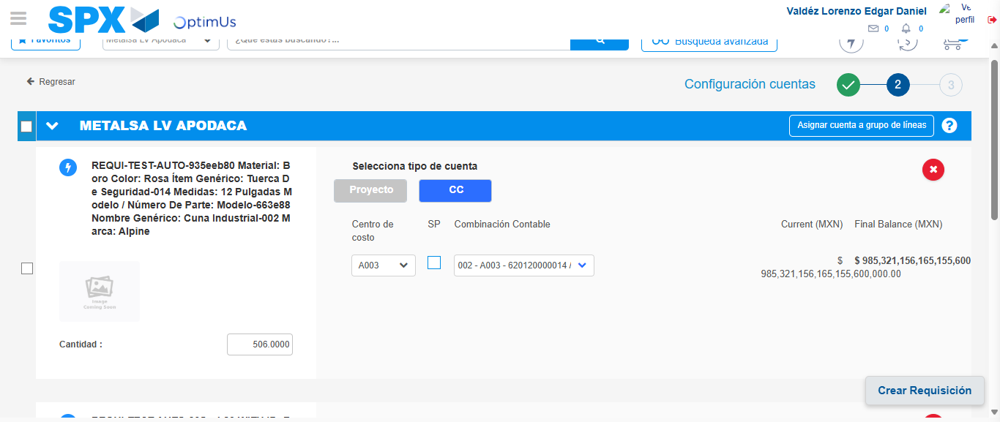 SPX
OptimUs
Valdéz Lorenzo Edgar Daniel
Ve
perfil
0
0
Favoritos
Metalsa LV Apodaca
¿Qué estás buscando?...
Búsqueda avanzada
Regresar
Configuración cuentas
2
3
METALSA LV APODACA
Asignar cuenta a grupo de líneas
?
REQUI-TEST-AUTO-935eeb80 Material: B
oro Color: Rosa Ítem Genérico: Tuerca D
e Seguridad-014 Medidas: 12 Pulgadas M
odelo / Número De Parte: Modelo-663e88
Nombre Genérico: Cuna Industrial-002 M
arca: Alpine
Image
Coming Soon
Cantidad :
506.0000
Selecciona tipo de cuenta
Proyecto
CC
Centro de
costo
SP
Combinación Contable
Current (MXN)
Final Balance (MXN)
A003
002 - A003 - 620120000014 /
$
985,321,156,165,155,600,000.00
$ 985,321,156,165,155,600
Crear Requisición